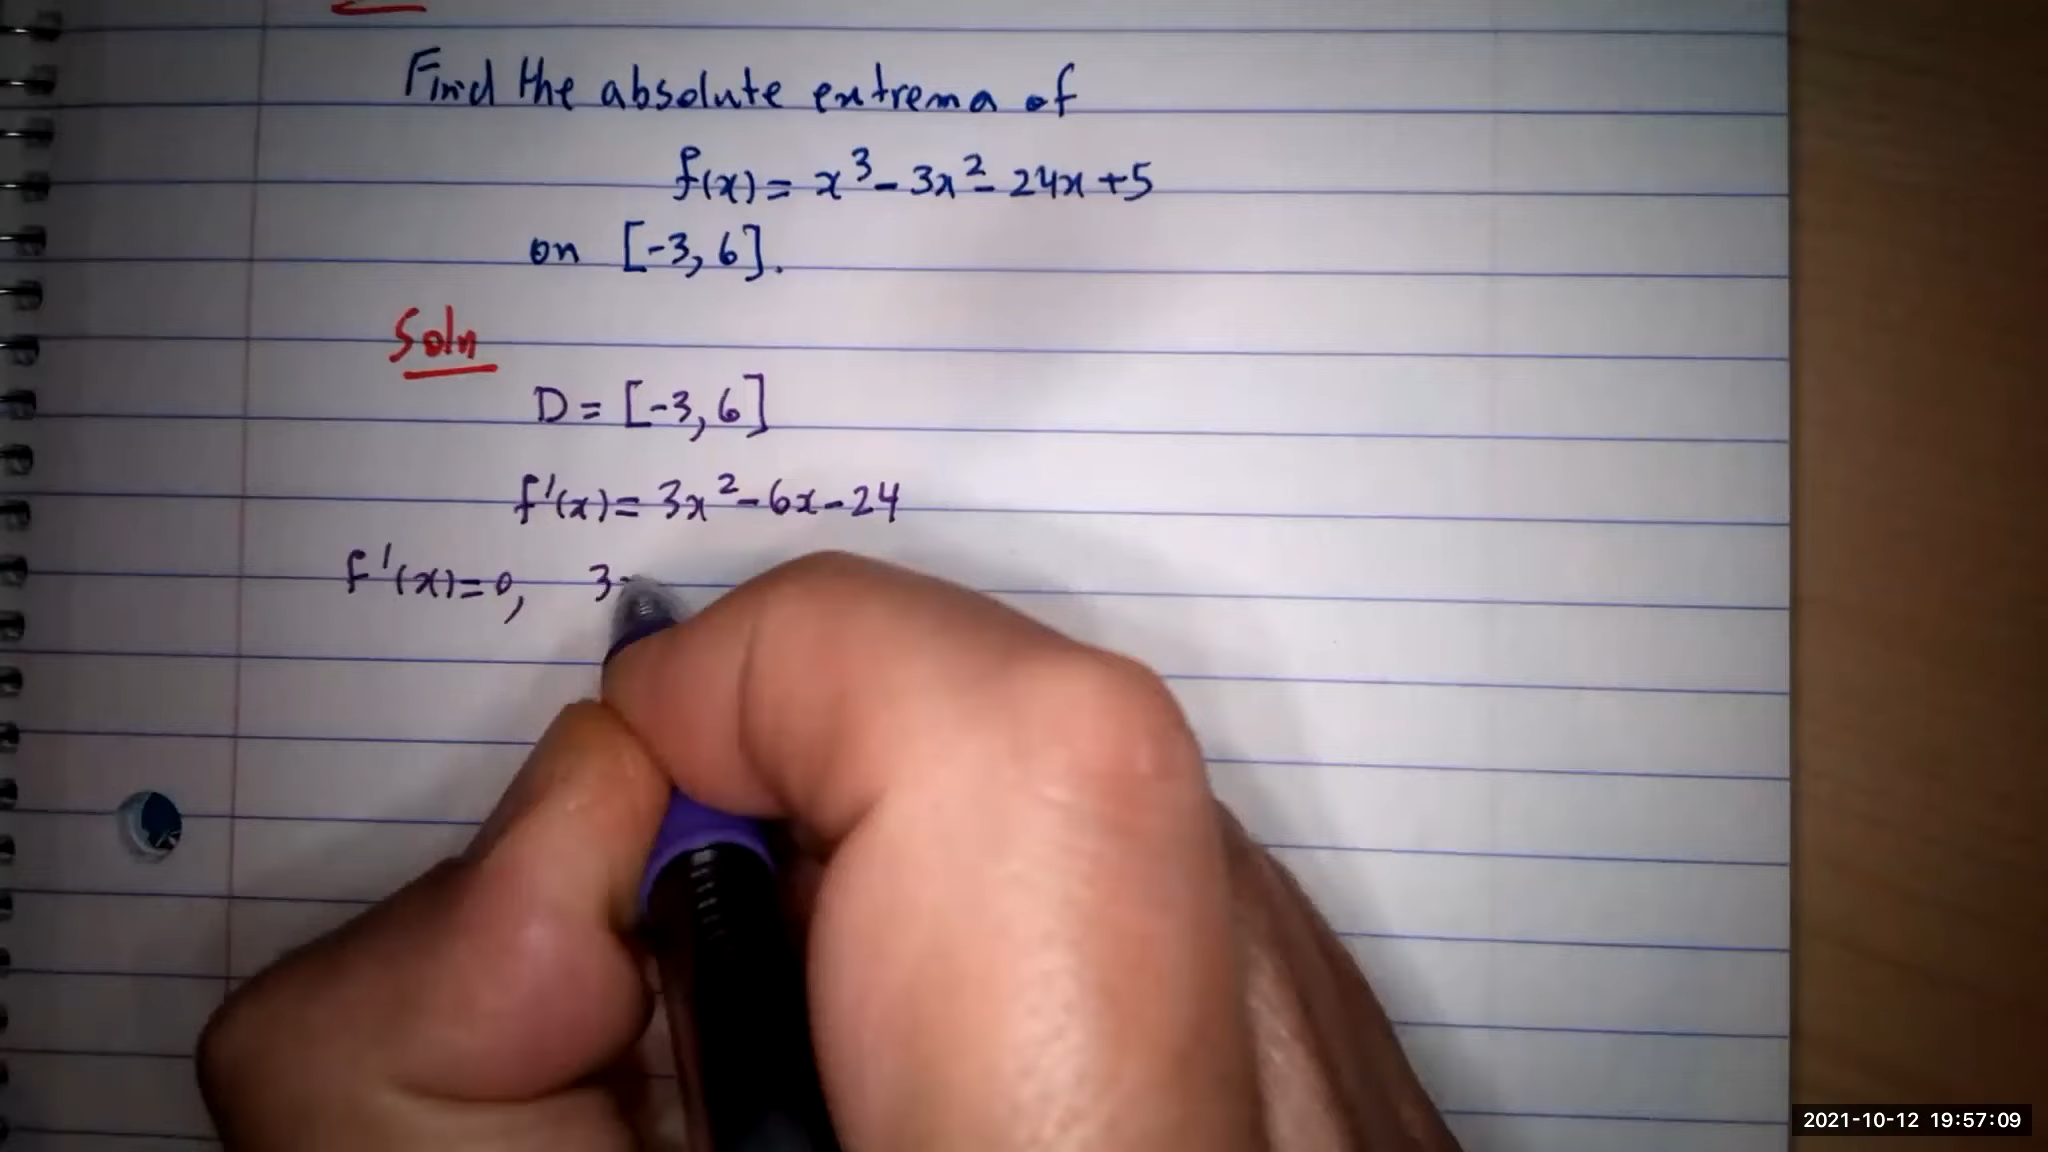 Find the absolute extrema of
f(x) = x³ - 3x² - 24x + 5
on [-3, 6].
Soln
D = [-3, 6]
f'(x) = 3x² - 6x - 24
f'(x) = 0, 3
2021-10-12 19:57:09